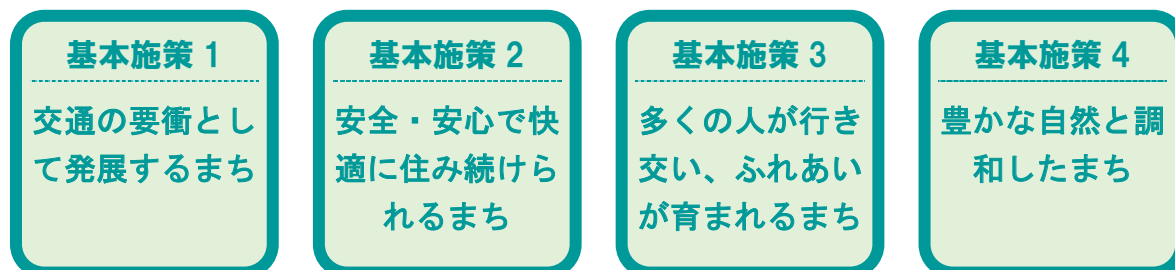 基本施策 1
交通の要衝とし
て発展するまち
基本施策 2
安全・安心で快
適に住み続けら
れるまち
基本施策 3
多くの人が行き
交い、ふれあい
が育まれるまち
基本施策 4
豊かな自然と調
和したまち